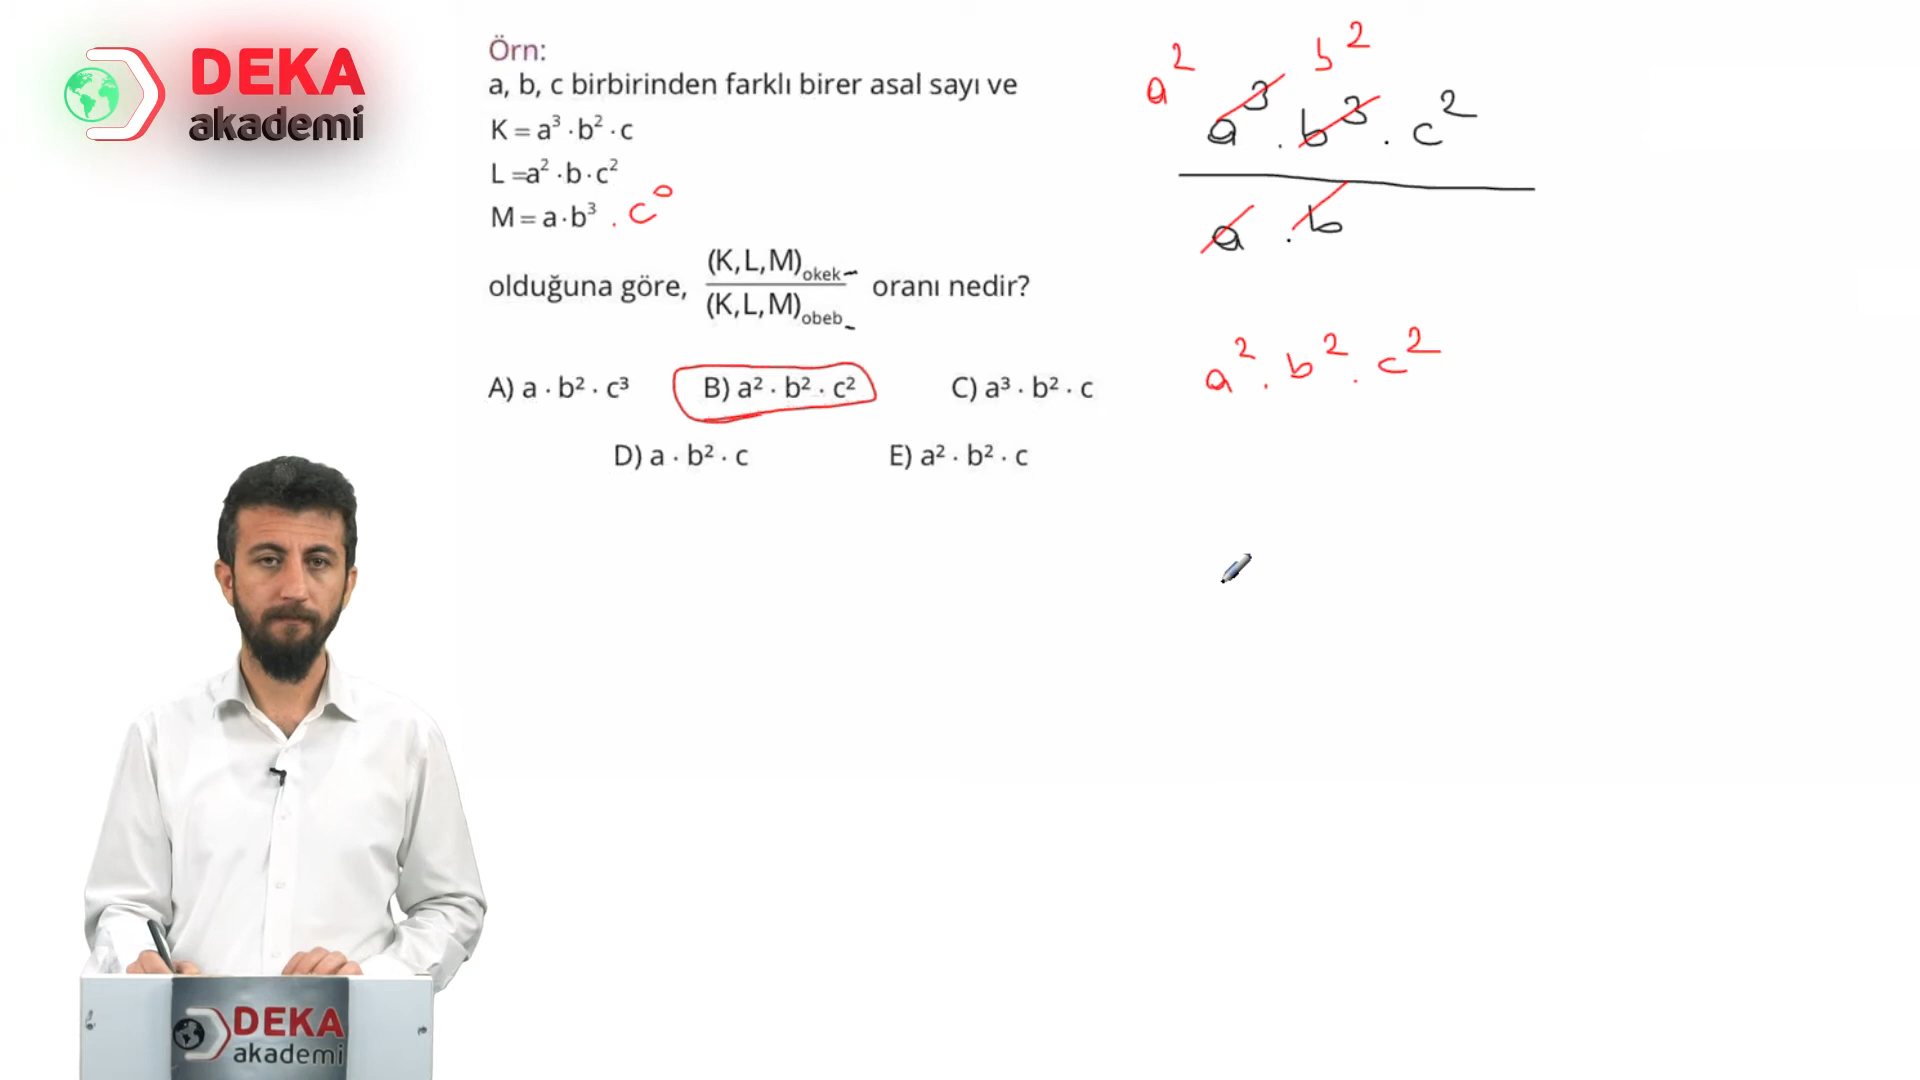 DEKA
akademi
Örn:
a, b, c birbirinden farklı birer asal sayı ve
K = a³ · b² · c
L = a² · b · c²
M = a · b³ . c⁰
olduğuna göre, (K,L,M)okek / (K,L,M)obeb oranı nedir?
A) a · b² · c³ B) a² · b² · c² C) a³ · b² · c
D) a · b² · c E) a² · b² · c
a² b²
a³ . b³ . c²
a . b
a² . b² . c²
DEKA
akademi